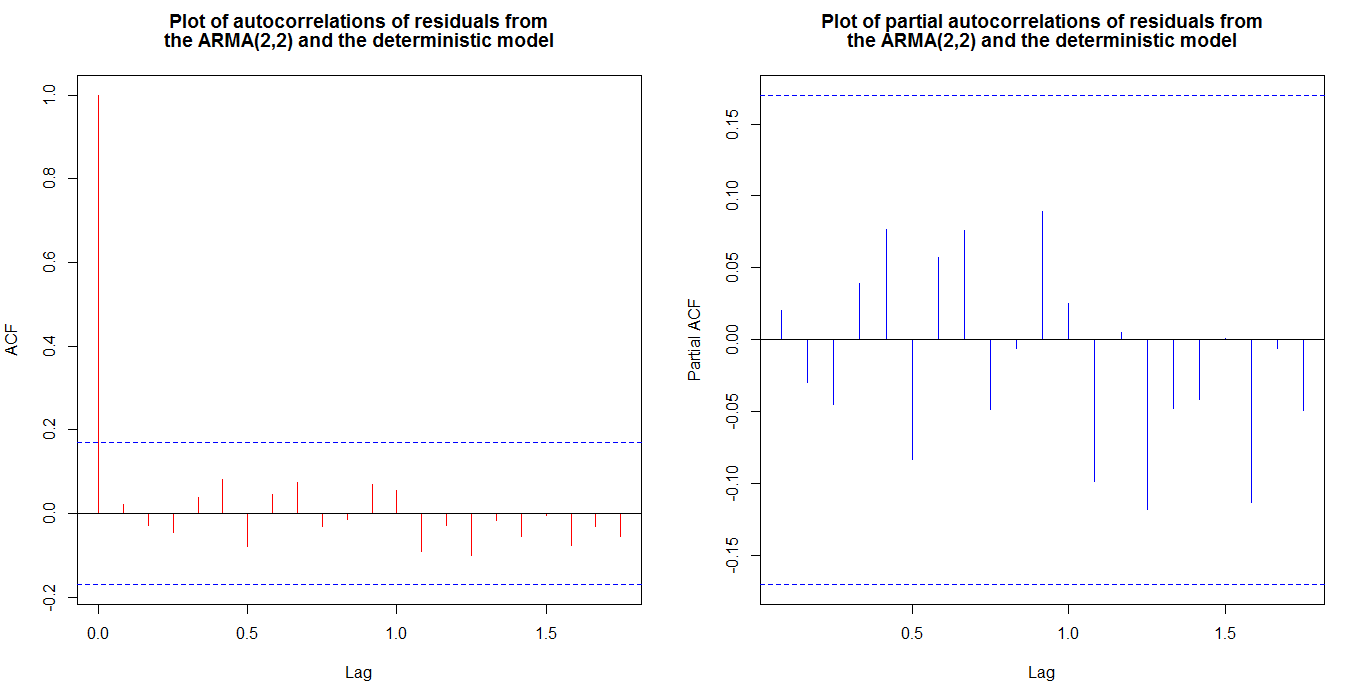 Plot of autocorrelations of residuals from
the ARMA(2,2) and the deterministic model
ACF
1.0
0.8
0.6
0.4
0.2
0.0
-0.2
0.0 0.5 1.0 1.5
Lag
Plot of partial autocorrelations of residuals from
the ARMA(2,2) and the deterministic model
Partial ACF
0.15
0.10
0.05
0.00
-0.05
-0.10
-0.15
0.5 1.0 1.5
Lag